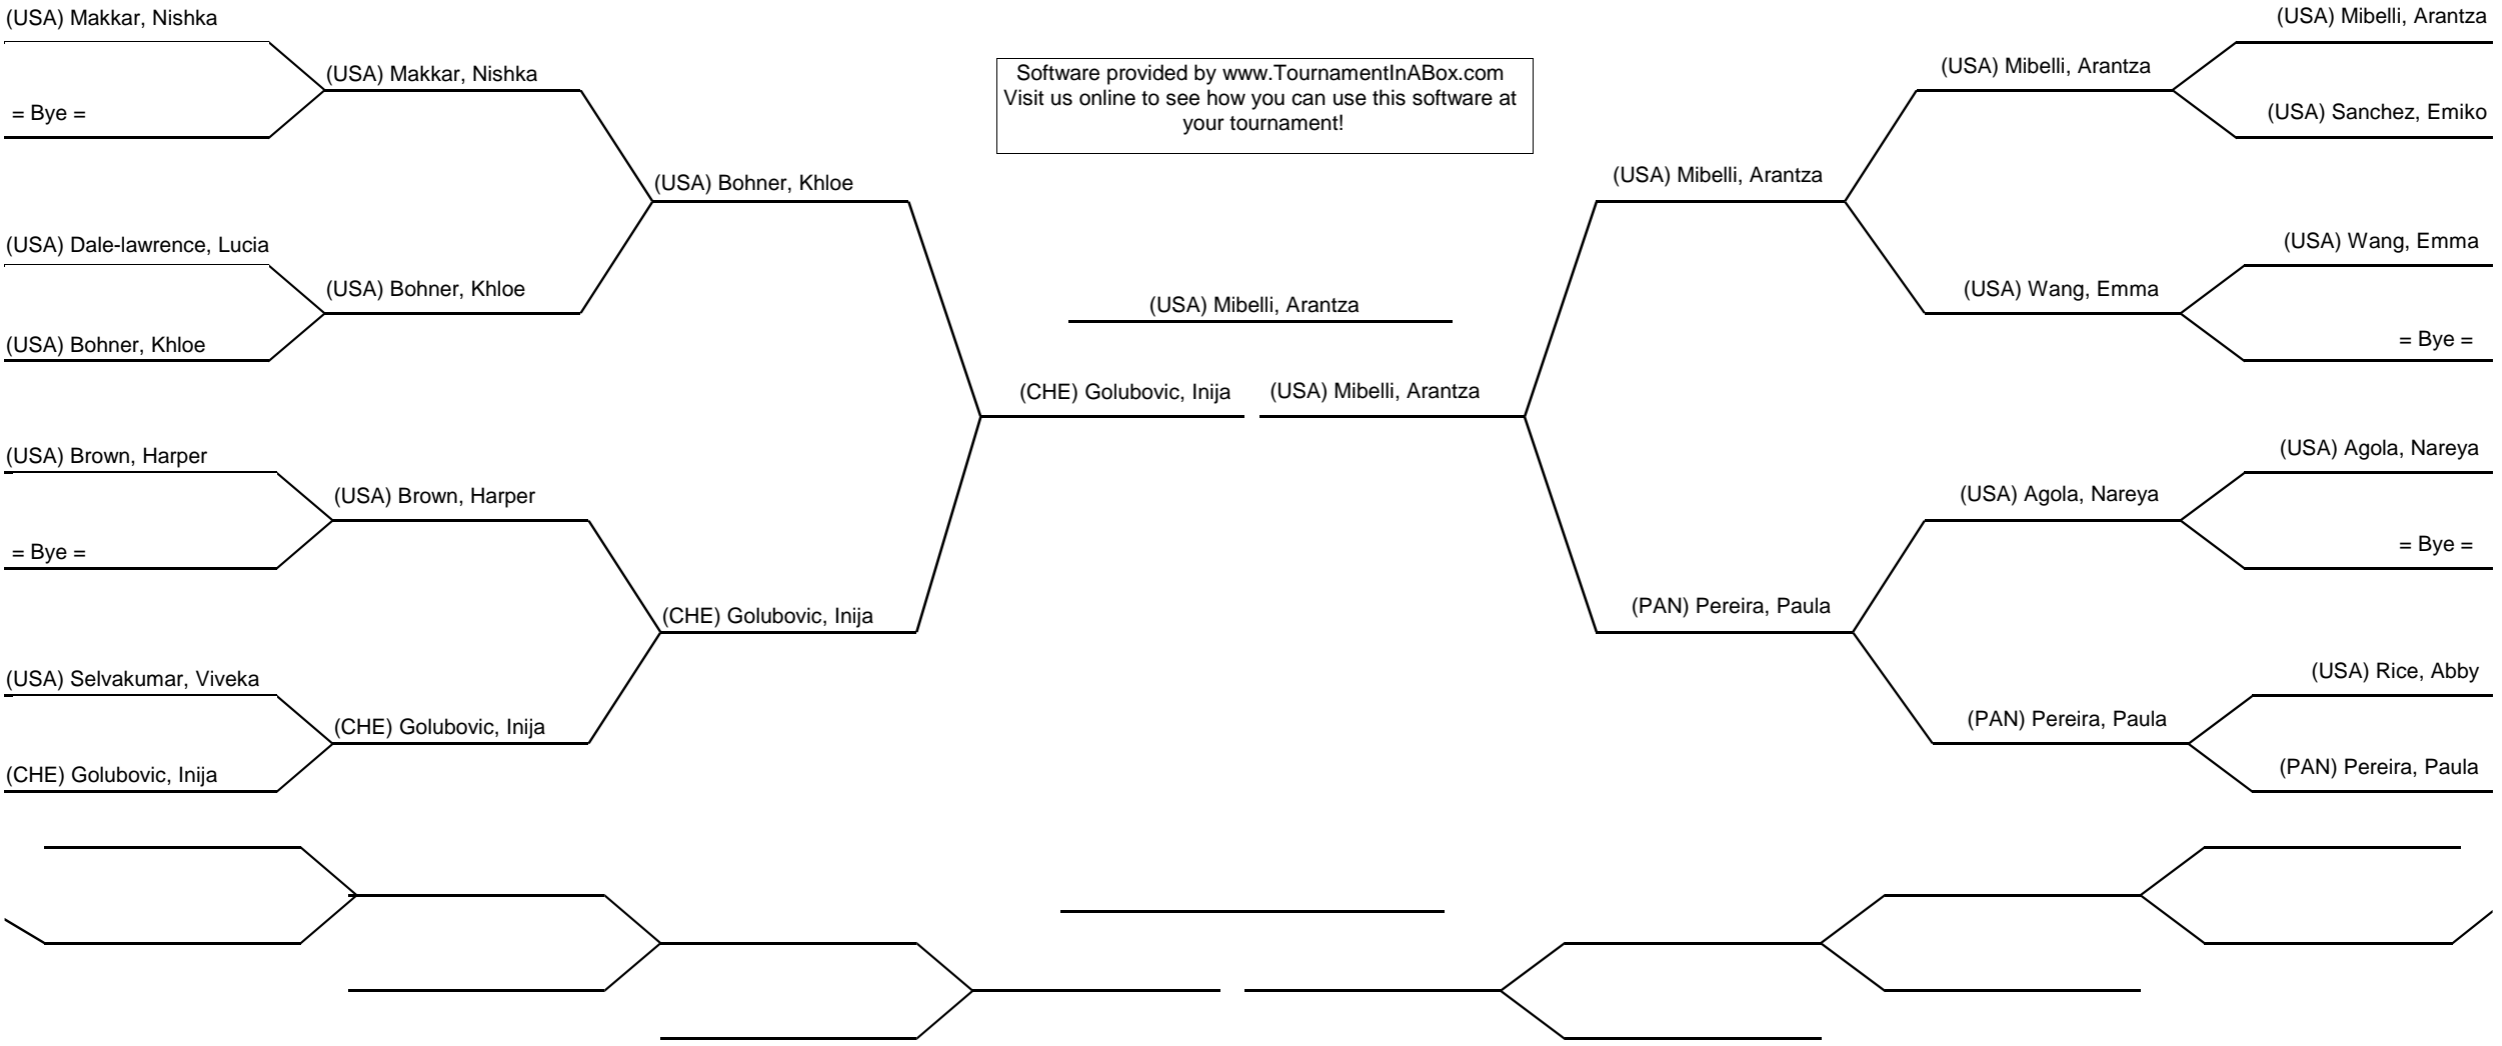 (USA) Makkar, Nishka
(USA) Mibelli, Arantza
(USA) Makkar, Nishka
Software provided by www.TournamentInABox.com
Visit us online to see how you can use this software at
your tournament!
(USA) Mibelli, Arantza
= Bye =
(USA) Sanchez, Emiko
(USA) Bohner, Khloe
(USA) Mibelli, Arantza
(USA) Dale-lawrence, Lucia
(USA) Wang, Emma
(USA) Bohner, Khloe
(USA) Mibelli, Arantza
(USA) Wang, Emma
(USA) Bohner, Khloe
= Bye =
(CHE) Golubovic, Inija
(USA) Mibelli, Arantza
(USA) Brown, Harper
(USA) Agola, Nareya
(USA) Brown, Harper
(USA) Agola, Nareya
= Bye =
= Bye =
(CHE) Golubovic, Inija
(PAN) Pereira, Paula
(USA) Selvakumar, Viveka
(USA) Rice, Abby
(CHE) Golubovic, Inija
(PAN) Pereira, Paula
(CHE) Golubovic, Inija
(PAN) Pereira, Paula